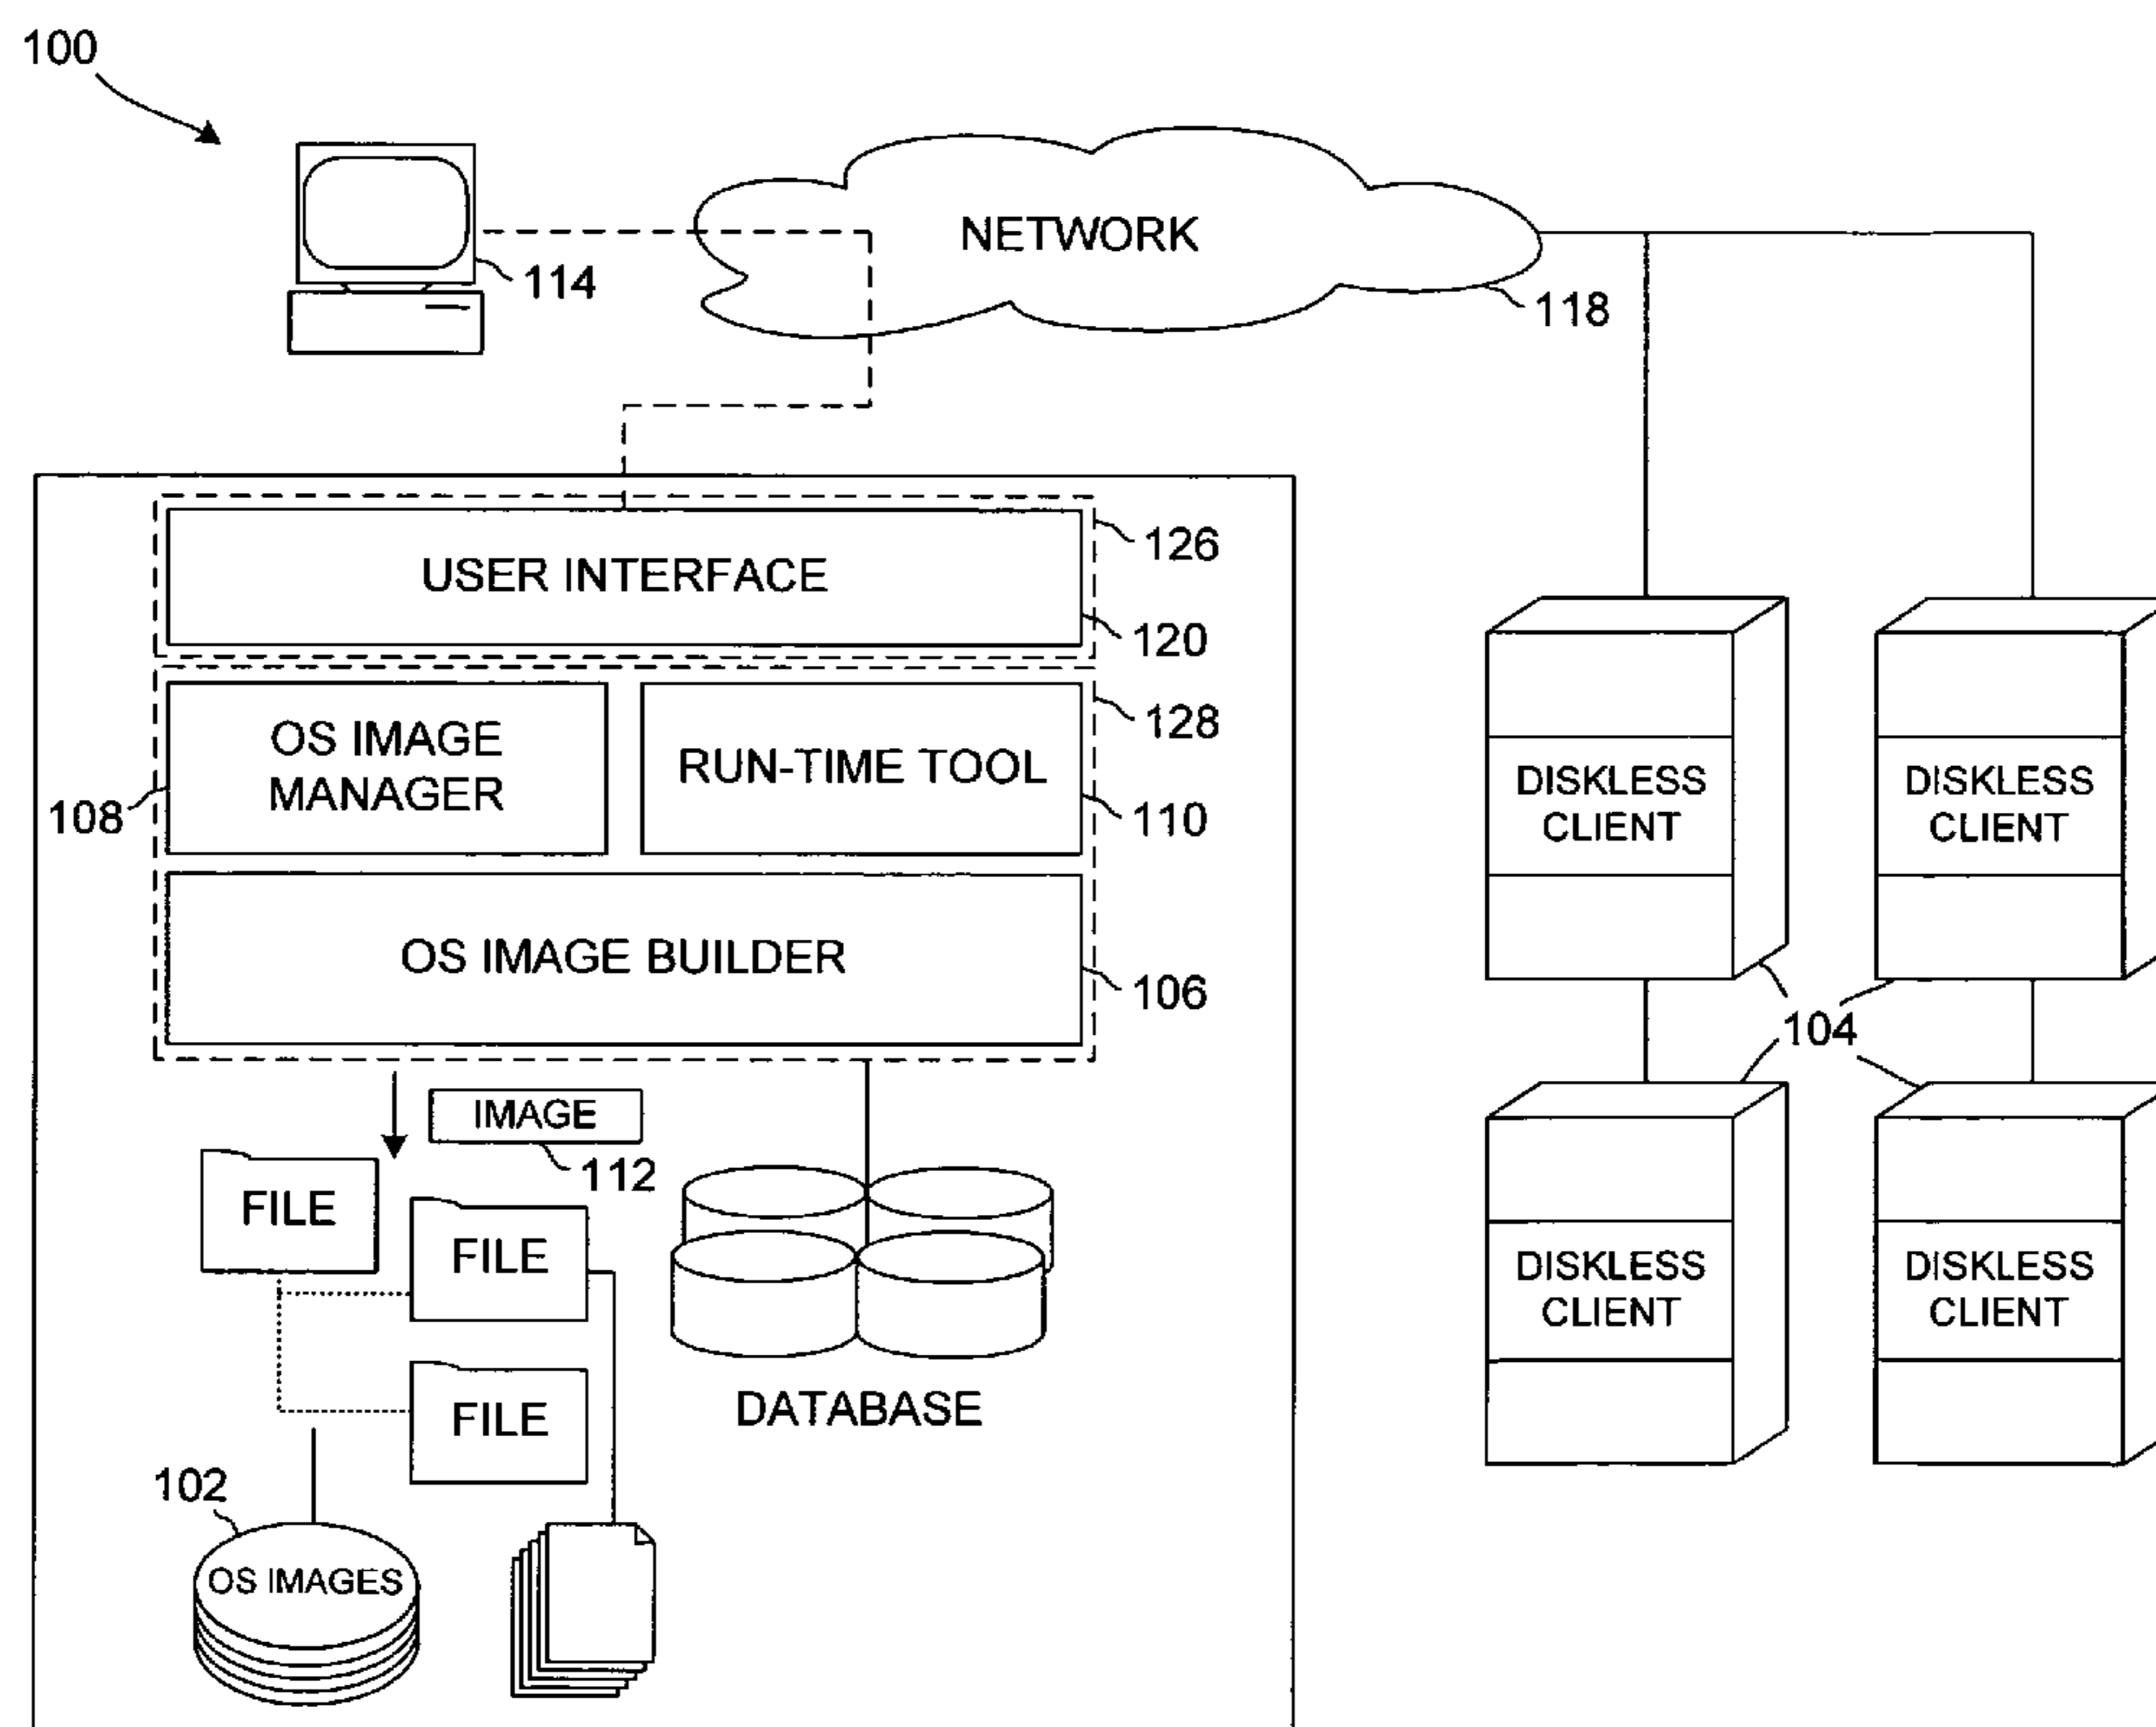 100
NETWORK
114
118
USER INTERFACE
126
120
OS IMAGE
MANAGER
RUN-TIME TOOL
128
108
110
OS IMAGE BUILDER
106
DISKLESS
CLIENT
DISKLESS
CLIENT
104
IMAGE
112
FILE
FILE
FILE
DATABASE
DISKLESS
CLIENT
DISKLESS
CLIENT
102
OS IMAGES